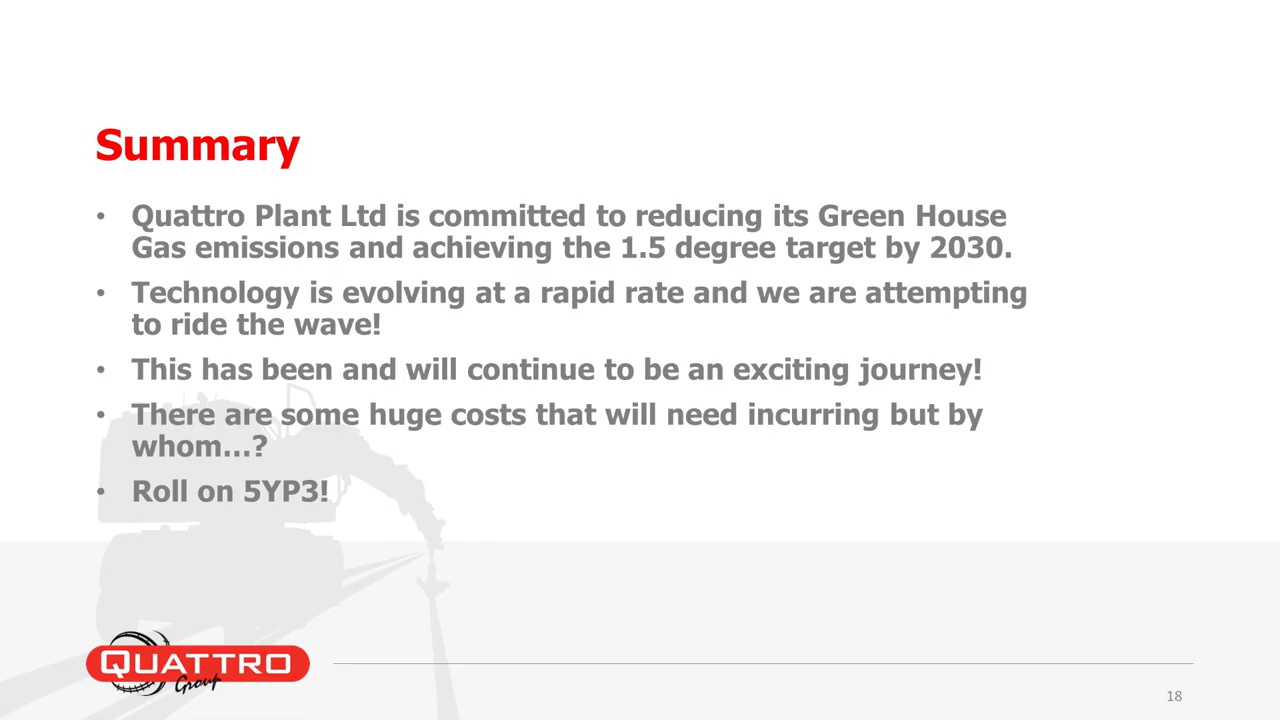 Summary
• Quattro Plant Ltd is committed to reducing its Green House
Gas emissions and achieving the 1.5 degree target by 2030.
• Technology is evolving at a rapid rate and we are attempting
to ride the wave!
• This has been and will continue to be an exciting journey!
• There are some huge costs that will need incurring but by
whom…?
• Roll on 5YP3!
QUATTRO
Group
18